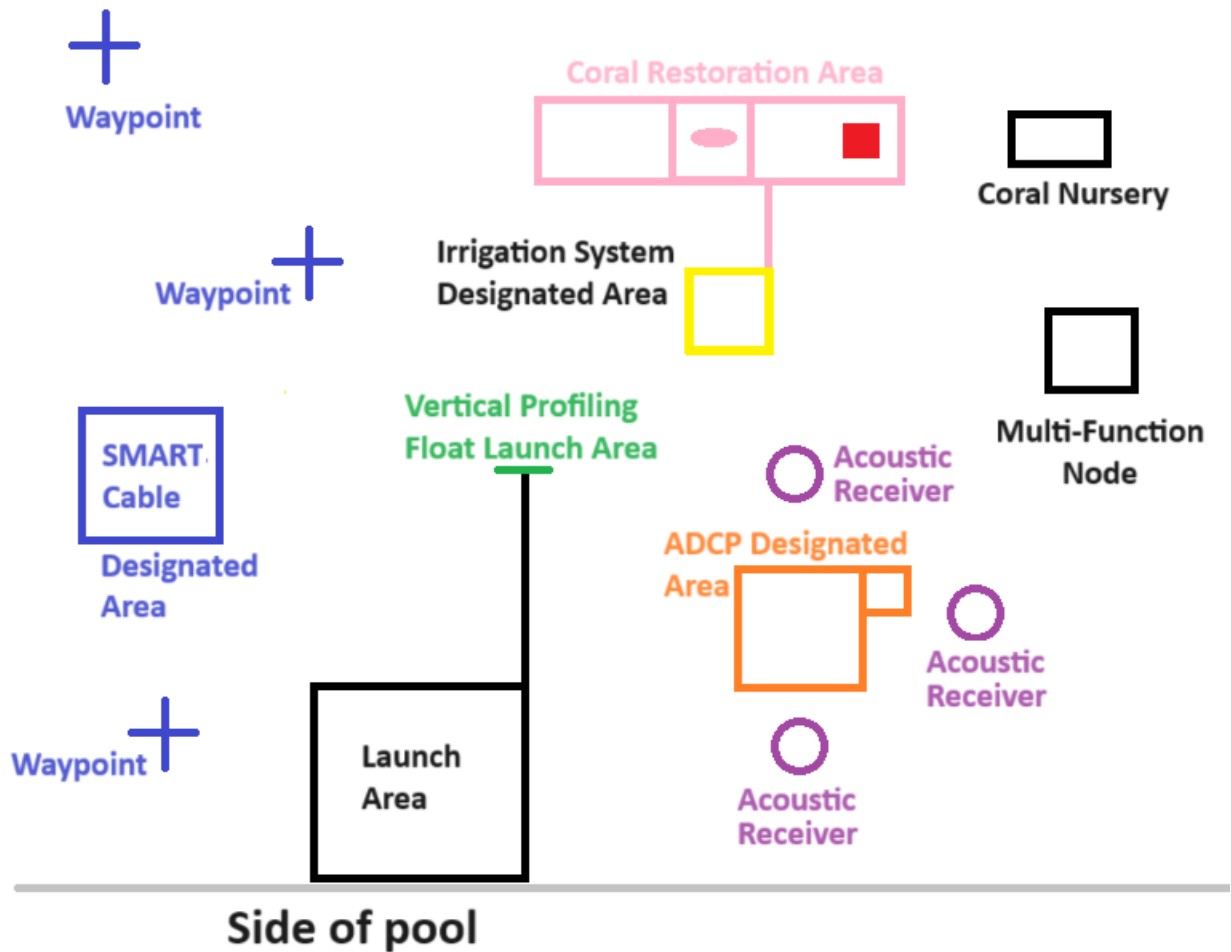 Coral Restoration Area
Waypoint
Coral Nursery
Irrigation System
Designated Area
Waypoint
Vertical Profiling
Float Launch Area
Multi-Function
Node
SMART
Cable
Designated
Area
Acoustic
Receiver
ADCP Designated
Area
Acoustic
Receiver
Waypoint
Launch
Area
Acoustic
Receiver
Side of pool